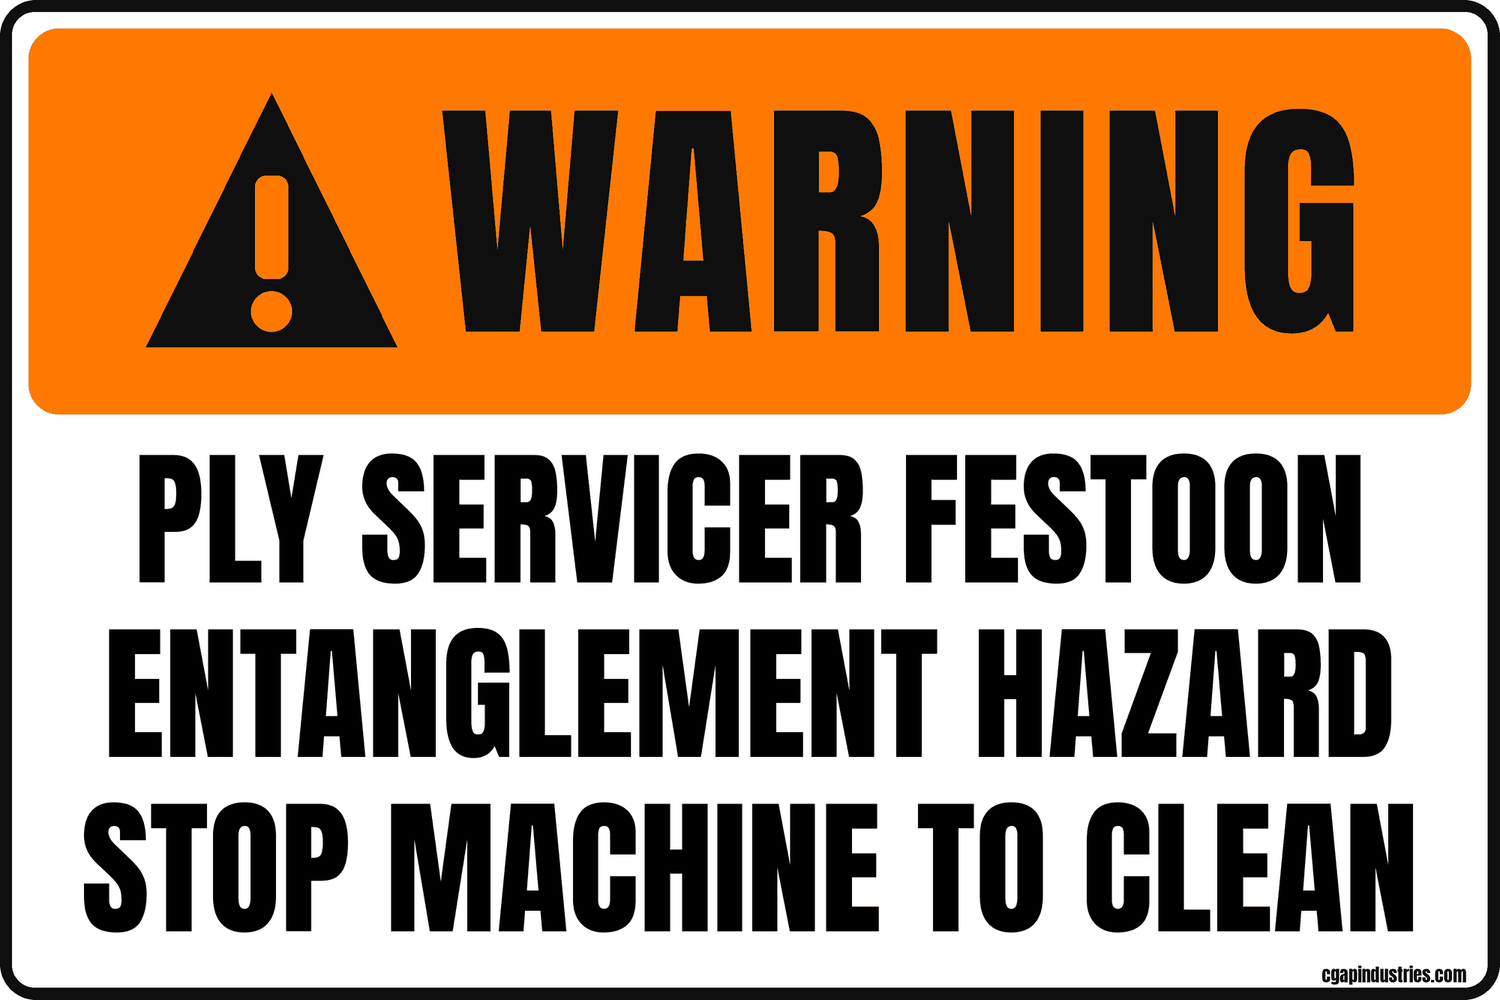 WARNING
PLY SERVICER FESTOON
ENTANGLEMENT HAZARD
STOP MACHINE TO CLEAN
cgapindustries.com